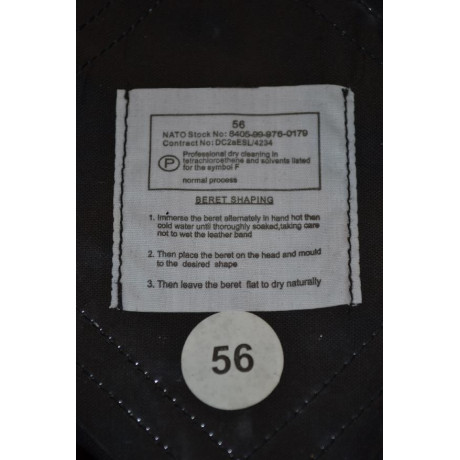 56
NATO Stock No: 8405-99-976-0179
Contract No: DC2aESL/4234
P
Professional dry cleaning in
tetrachloroethene and solvents listed
for the symbol F
normal process
BERET SHAPING
1. Immerse the beret alternately in hand hot then
cold water until thoroughly soaked,taking care
not to wet the leather band
2. Then place the beret on the head and mould
to the desired shape
3. Then leave the beret flat to dry naturally
56